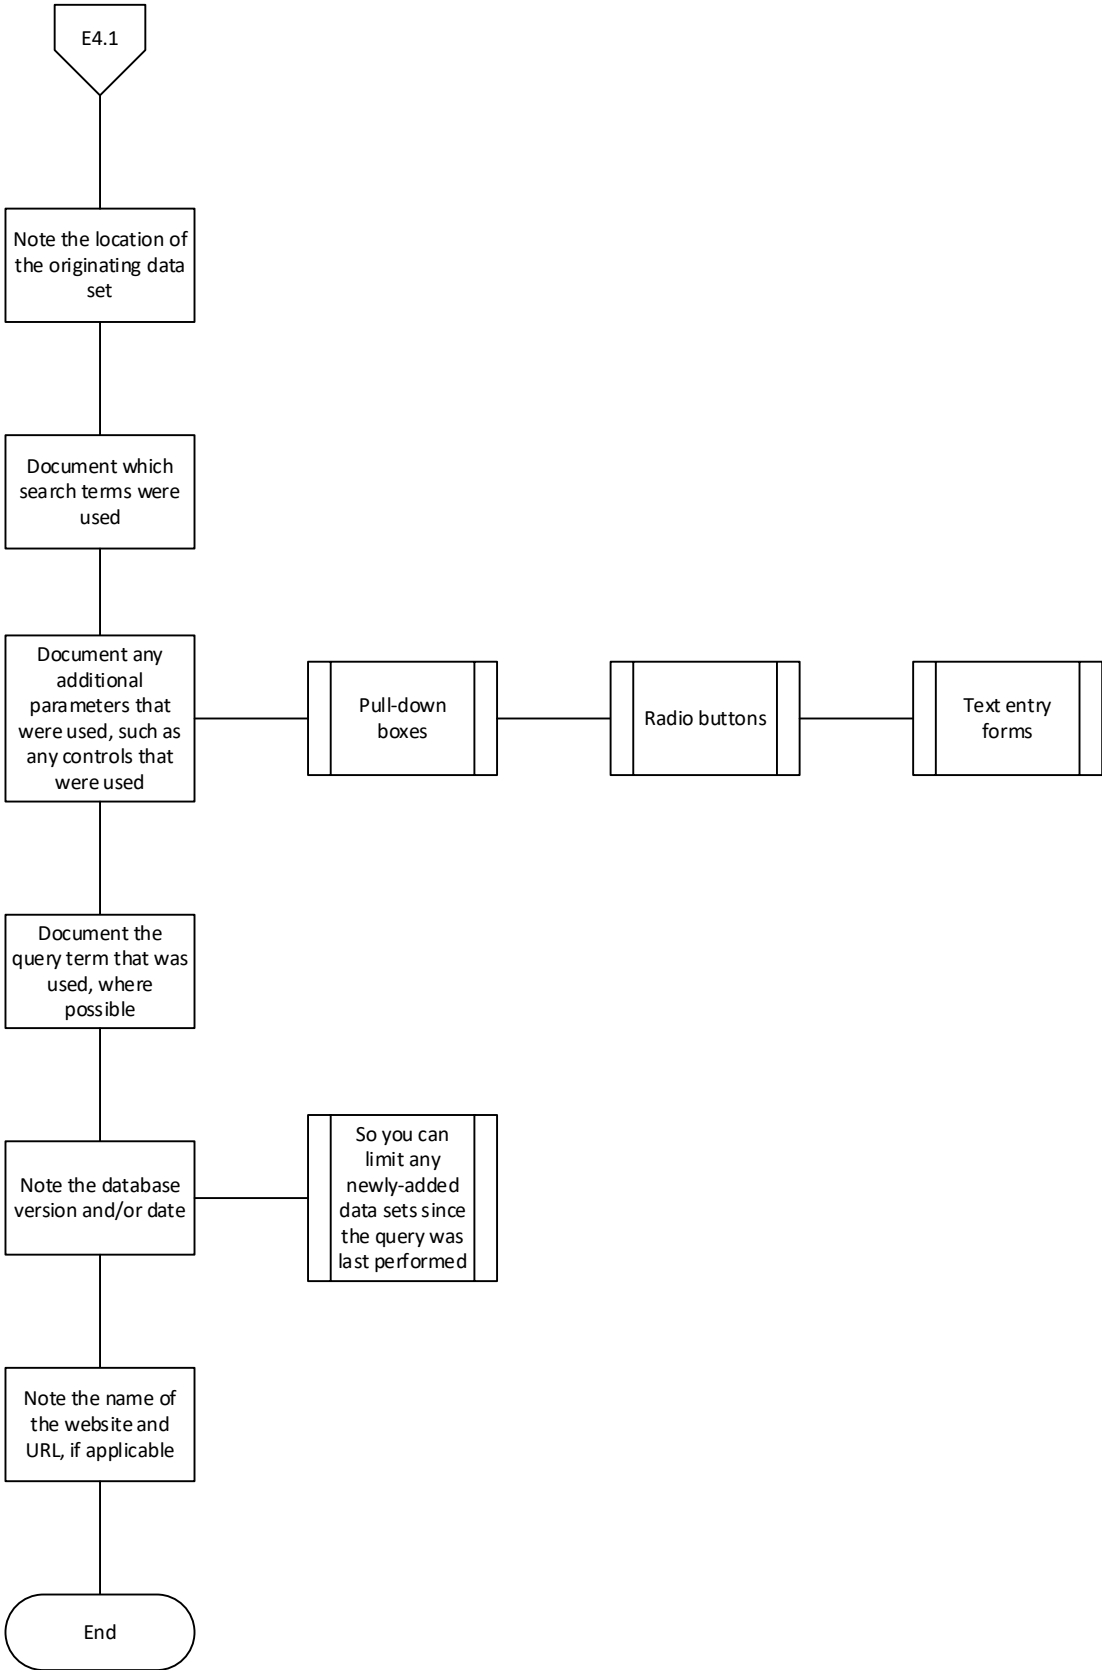 E4.1
Note the location of
the originating data
set
Document which
search terms were
used
Document any
additional
parameters that
were used, such as
any controls that
were used
Pull-down
boxes
Radio buttons
Text entry
forms
Document the
query term that was
used, where
possible
Note the database
version and/or date
So you can
limit any
newly-added
data sets since
the query was
last performed
Note the name of
the website and
URL, if applicable
End